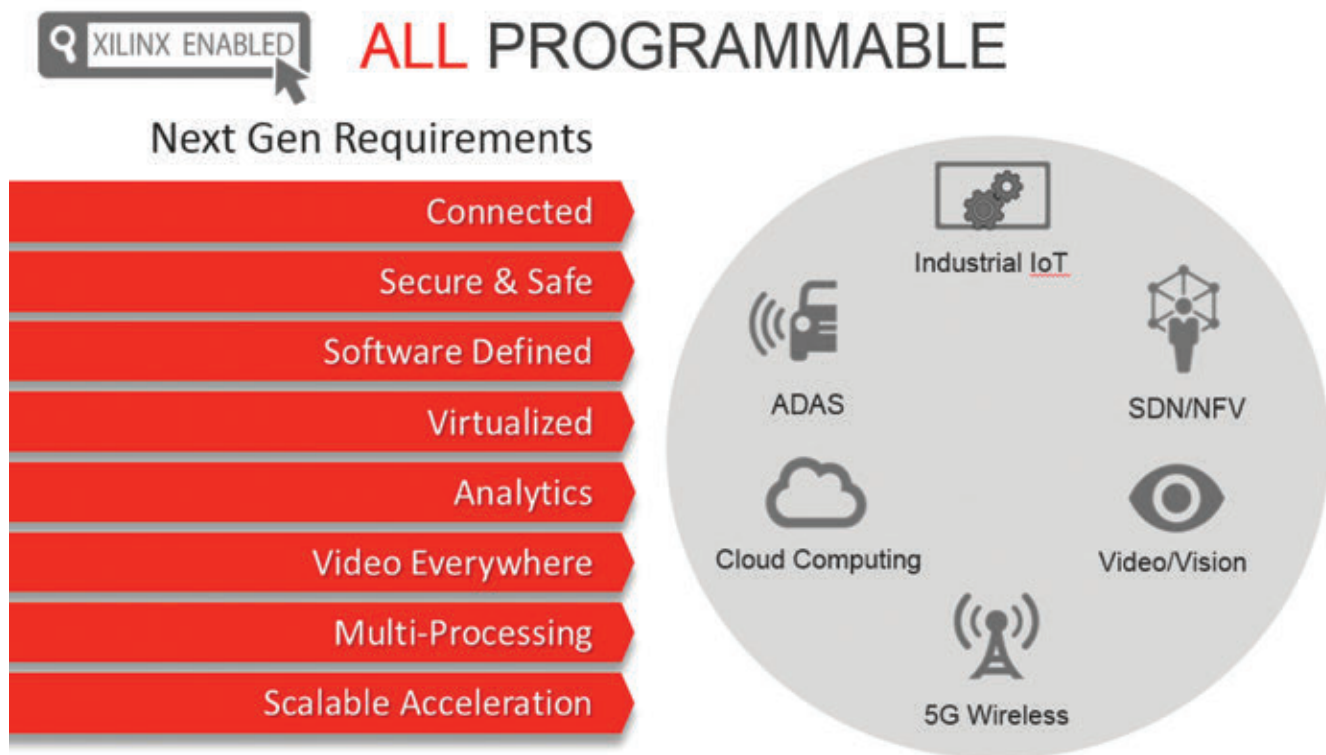 XILINX ENABLED
ALL PROGRAMMABLE
Next Gen Requirements
Connected
Secure & Safe
Software Defined
Virtualized
Analytics
Video Everywhere
Multi-Processing
Scalable Acceleration
Industrial IoT
ADAS
SDN/NFV
Cloud Computing
Video/Vision
5G Wireless